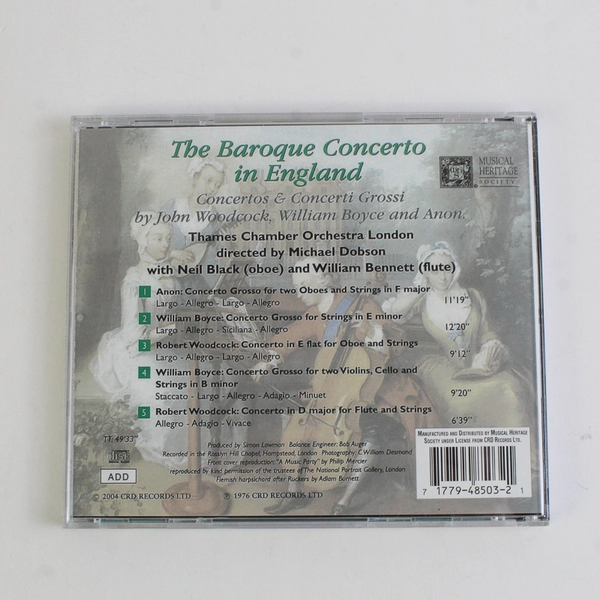 The Baroque Concerto
in England
MUSICAL
HERITAGE
SOCIETY
Concertos & Concerti Grossi
by John Woodcock, William Boyce and Anon.
Thames Chamber Orchestra London
directed by Michael Dobson
with Neil Black (oboe) and William Bennett (flute)
1 Anon: Concerto Grosso for two Oboes and Strings in F major
Largo - Allegro - Largo - Allegro 11'19"
2 William Boyce: Concerto Grosso for Strings in E minor
Largo - Allegro - Siciliana - Allegro 12'20"
3 Robert Woodcock: Concerto in E flat for Oboe and Strings
Largo - Allegro - Largo - Allegro 9'12"
4 William Boyce: Concerto Grosso for two Violins, Cello and
Strings in B minor
Staccato - Largo - Allegro - Adagio - Minuet 9'20"
5 Robert Woodcock: Concerto in D major for Flute and Strings
Allegro - Adagio - Vivace 6'39"
TT: 49'33"
Produced by Simon Lawman · Balance Engineer: Bob Auger
Recorded in the Rosslyn Hill Chapel, Hampstead, London · Photography: C. William Desmond
Front cover reproduction: "A Music Party" by Philip Mercier
reproduced by kind permission of the trustees of The National Portrait Gallery, London
Flemish harpsichord after Ruckers by Adlam Burnett
ADD
© 2004 CRD RECORDS LTD ℗ 1976 CRD RECORDS LTD
MANUFACTURED AND DISTRIBUTED BY MUSICAL HERITAGE
SOCIETY UNDER LICENSE FROM CRD RECORDS LTD.
7 17794-8503-2 1